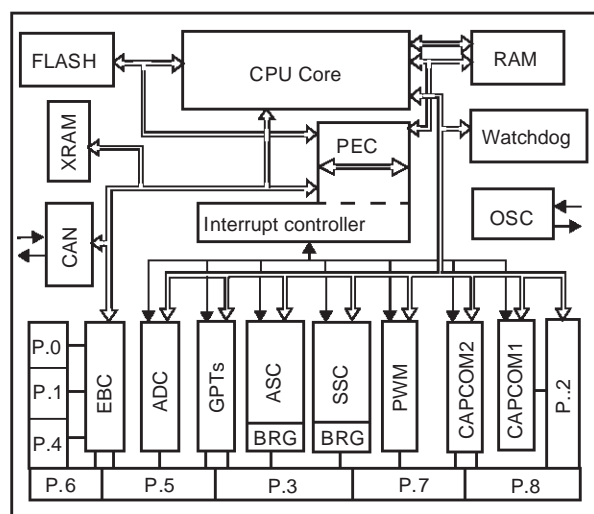 FLASH
CPU Core
RAM
XRAM
PEC
Watchdog
CAN
Interrupt controller
OSC
P.0
P.1
P.4
EBC
ADC
GPTs
ASC
BRG
SSC
BRG
PWM
CAPCOM2
CAPCOM1
P..2
P.6
P.5
P.3
P.7
P.8